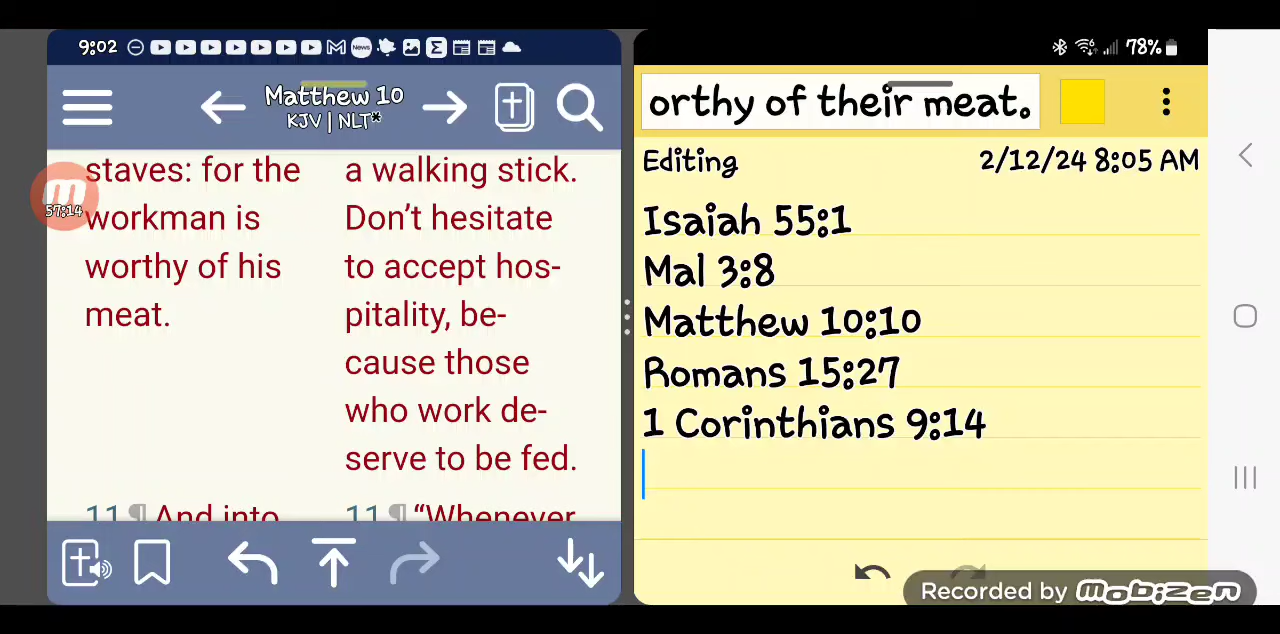 9:02
News
78%
Matthew 10
KJV | NLT*
staves: for the
workman is
worthy of his
meat.
11 ¶ And into
a walking stick.
Don't hesitate
to accept hos-
pitality, be-
cause those
who work de-
serve to be fed.
11 ¶ “Whenever
57:14
orthy of their meat.
Editing
2/12/24 8:05 AM
Isaiah 55:1
Mal 3:8
Matthew 10:10
Romans 15:27
1 Corinthians 9:14
Recorded by Mobizen